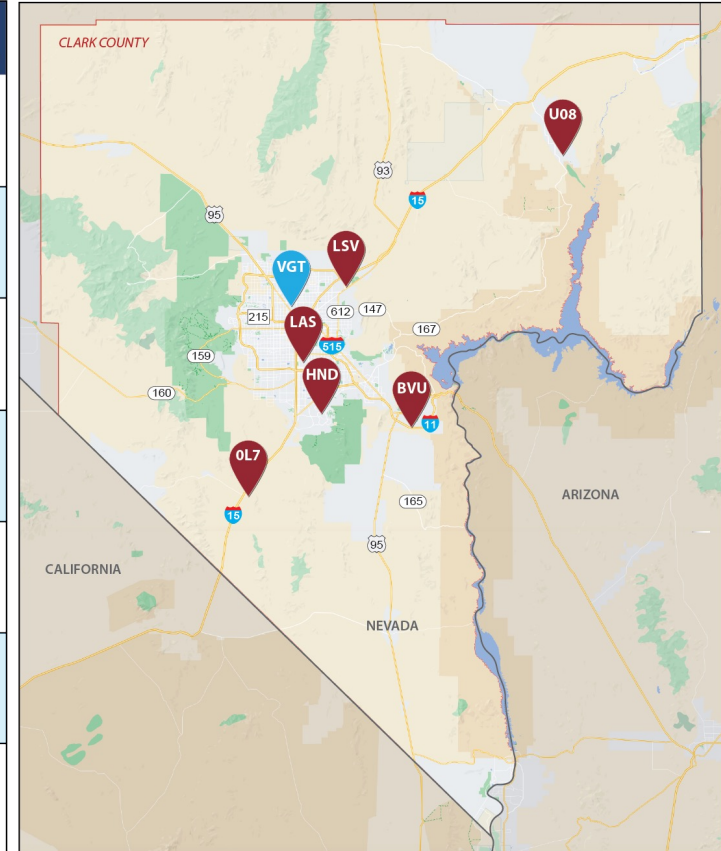 CLARK COUNTY
U08
93
15
95
LSV
VGT
215
612
147
LAS
167
515
159
HND
BVU
160
11
0L7
165
ARIZONA
15
95
CALIFORNIA
NEVADA